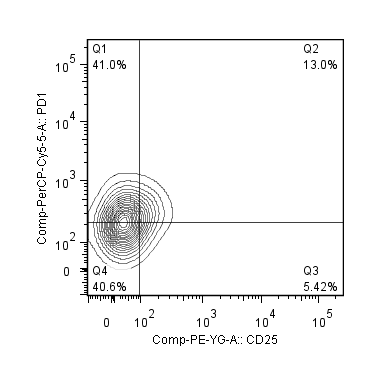 Q1
41.0%
Q2
13.0%
10^5
10^4
10^3
10^2
0
Comp-PerCP-Cy5-5-A:: PD1
Q4
40.6%
Q3
5.42%
0 10^2 10^3 10^4 10^5
Comp-PE-YG-A:: CD25